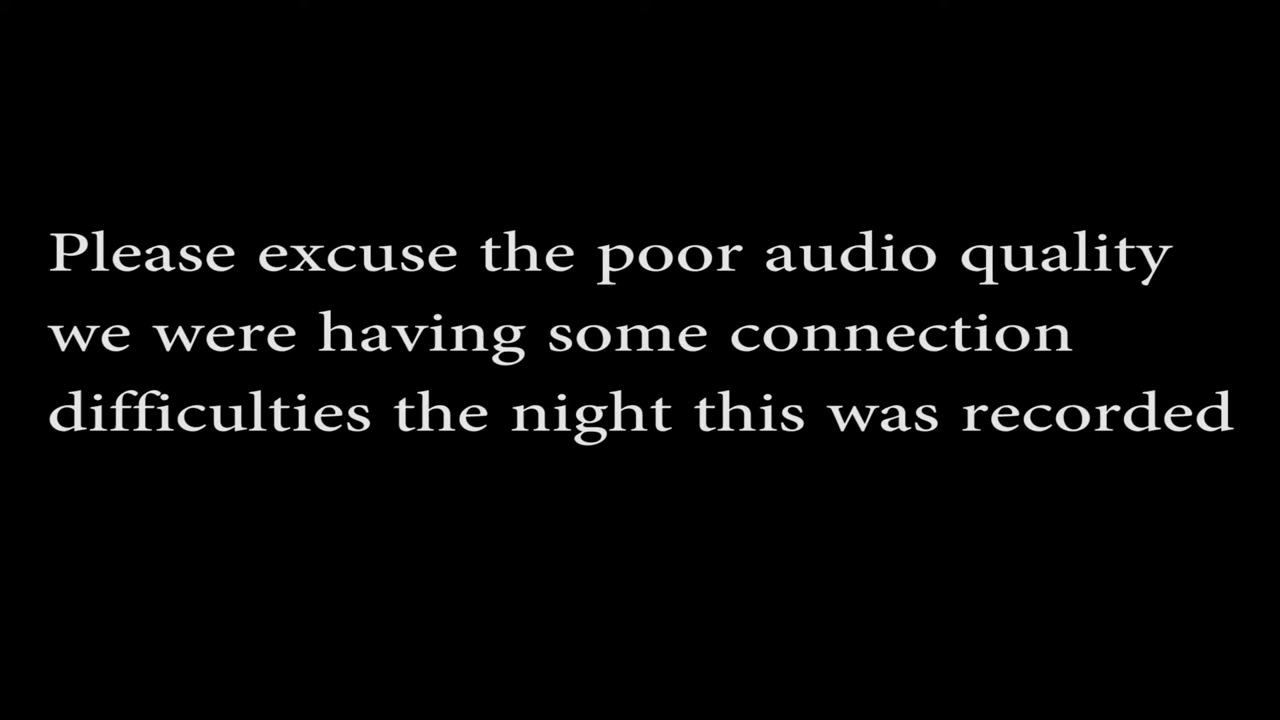 Please excuse the poor audio quality
we were having some connection
difficulties the night this was recorded